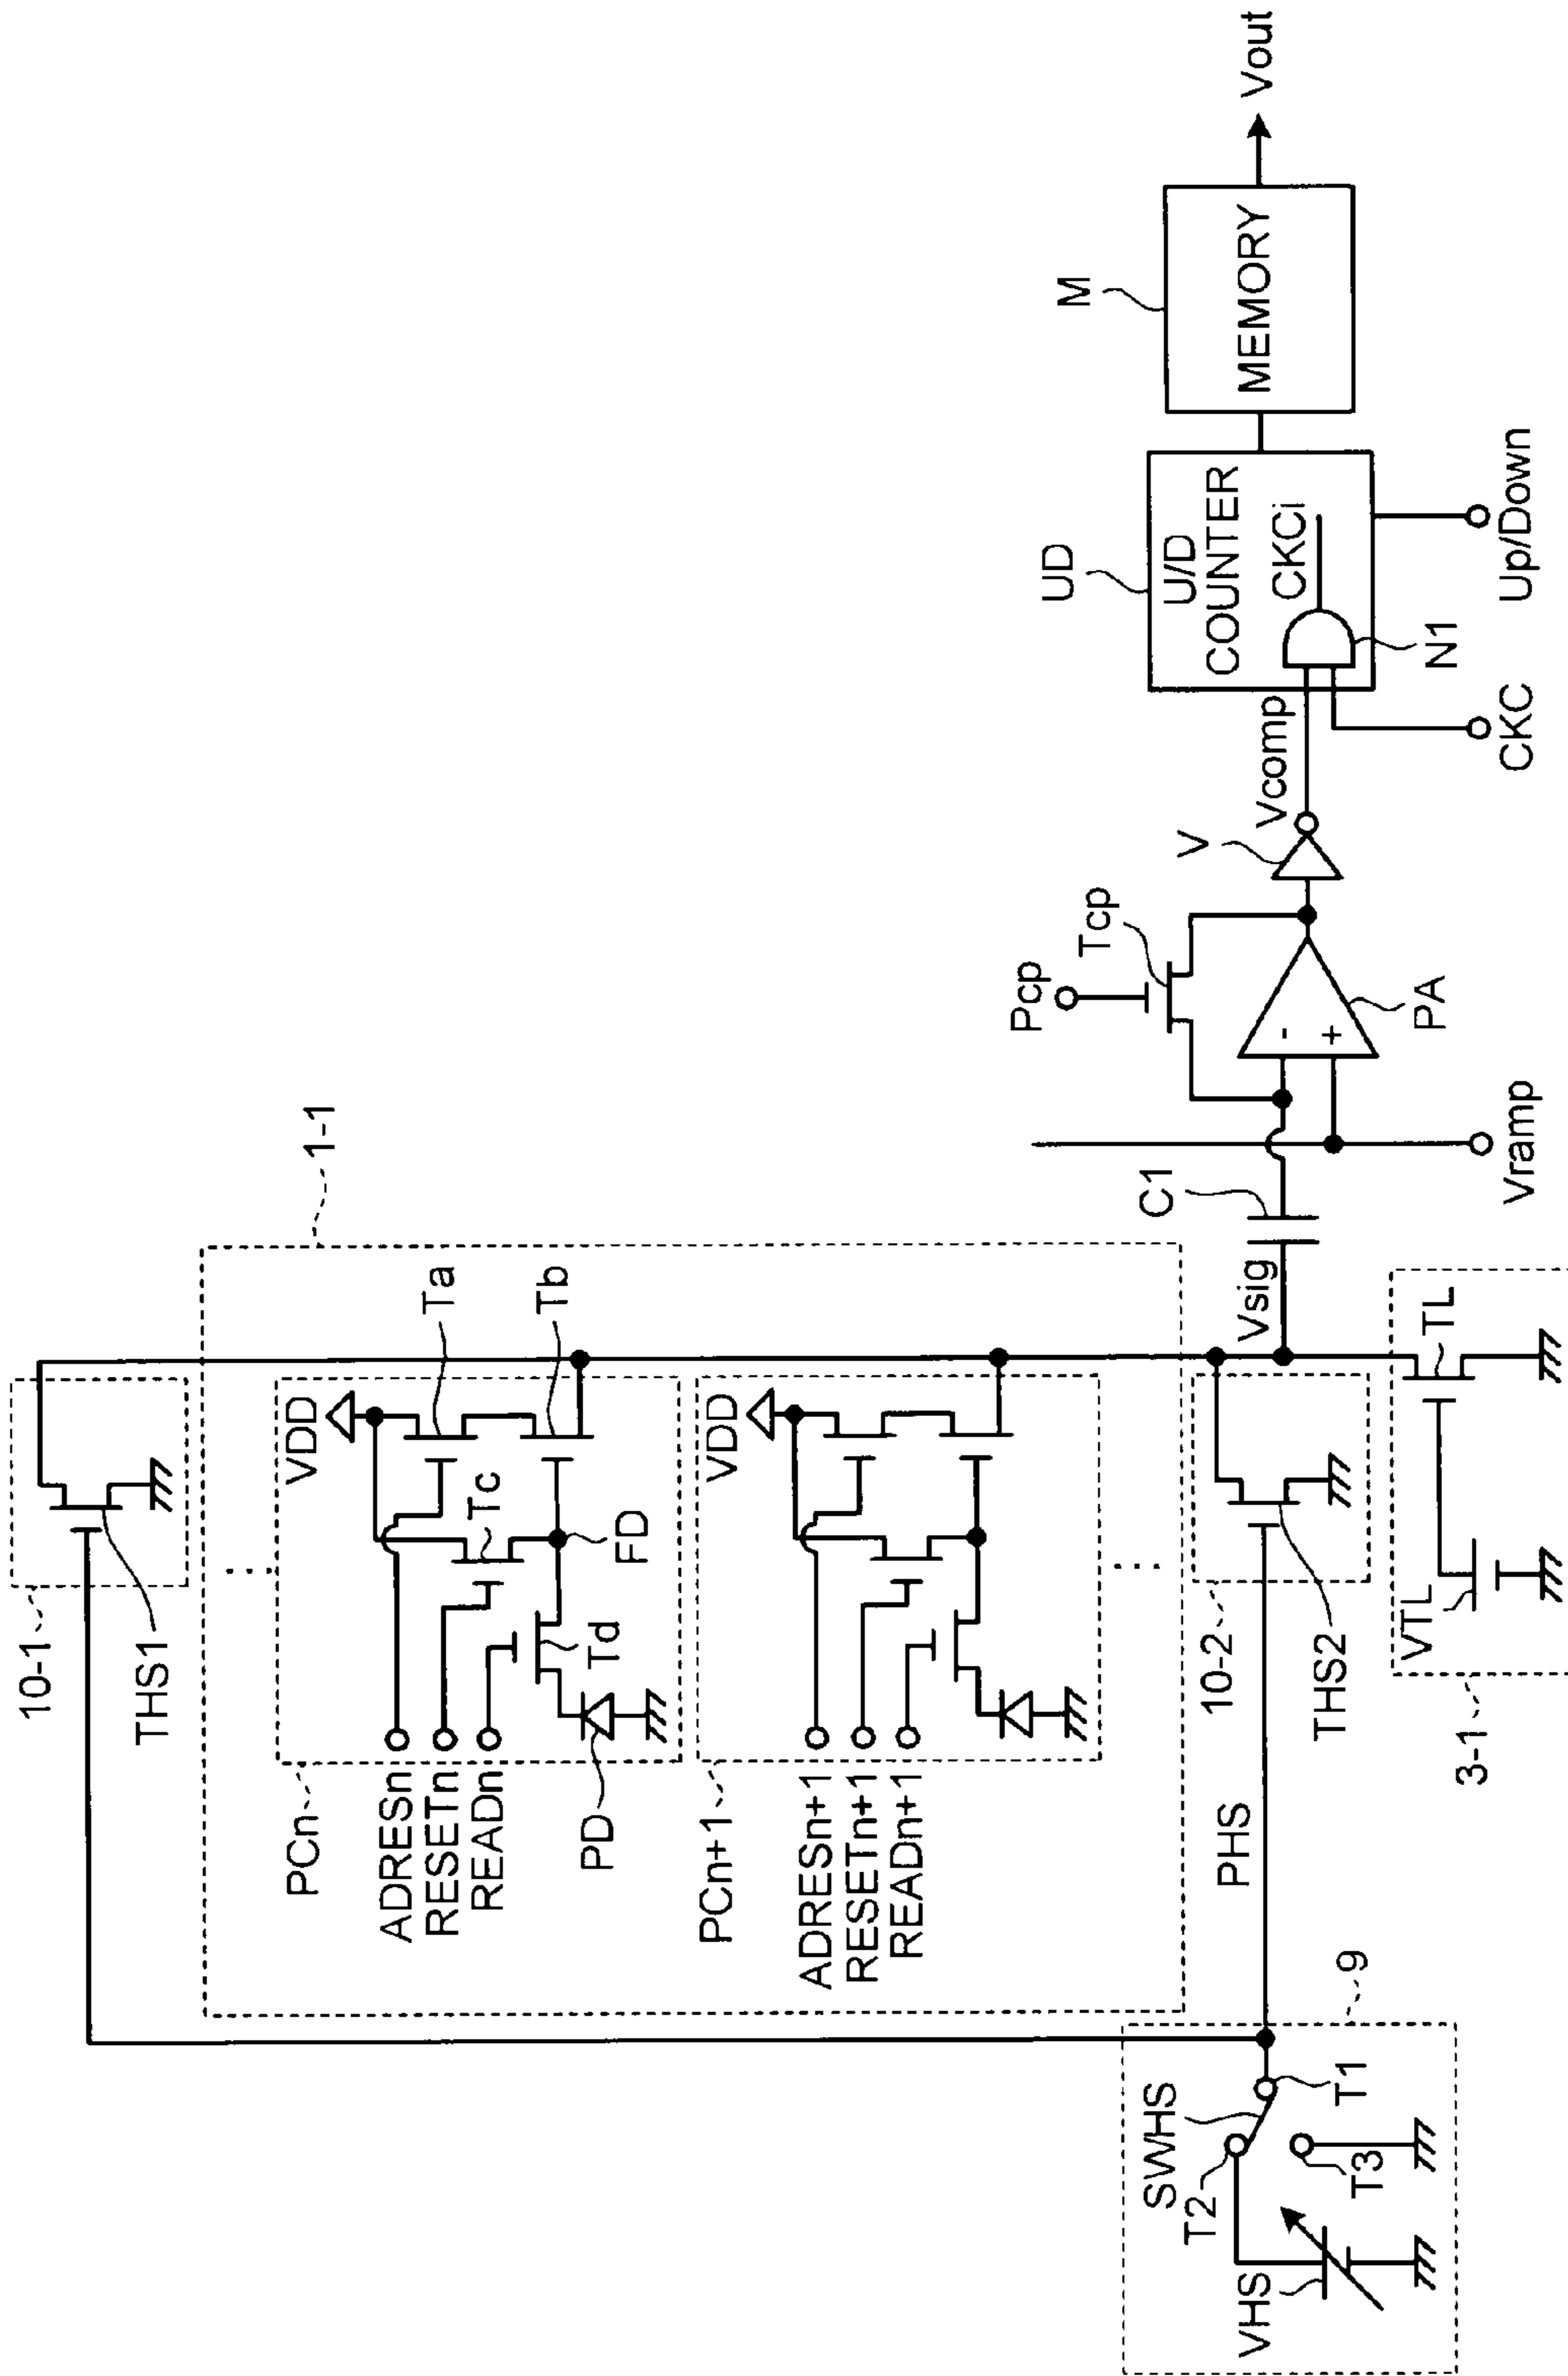 10-1
THS1
1-1
PCn
ADRESn
RESETn
READn
PD
VDD
Tc
Td
FD
Ta
Tb
PCn+1
ADRESn+1
RESETn+1
READn+1
VDD
10-2
THS2
PHS
9
SWHS
T1
T2
T3
VHS
3-1
VTL
TL
Vsig
C1
Vramp
Pcp
Tcp
-
+
PA
V
Vcomp
CKC
UD
U/D
COUNTER
CKCi
N1
Up/Down
M
MEMORY
Vout